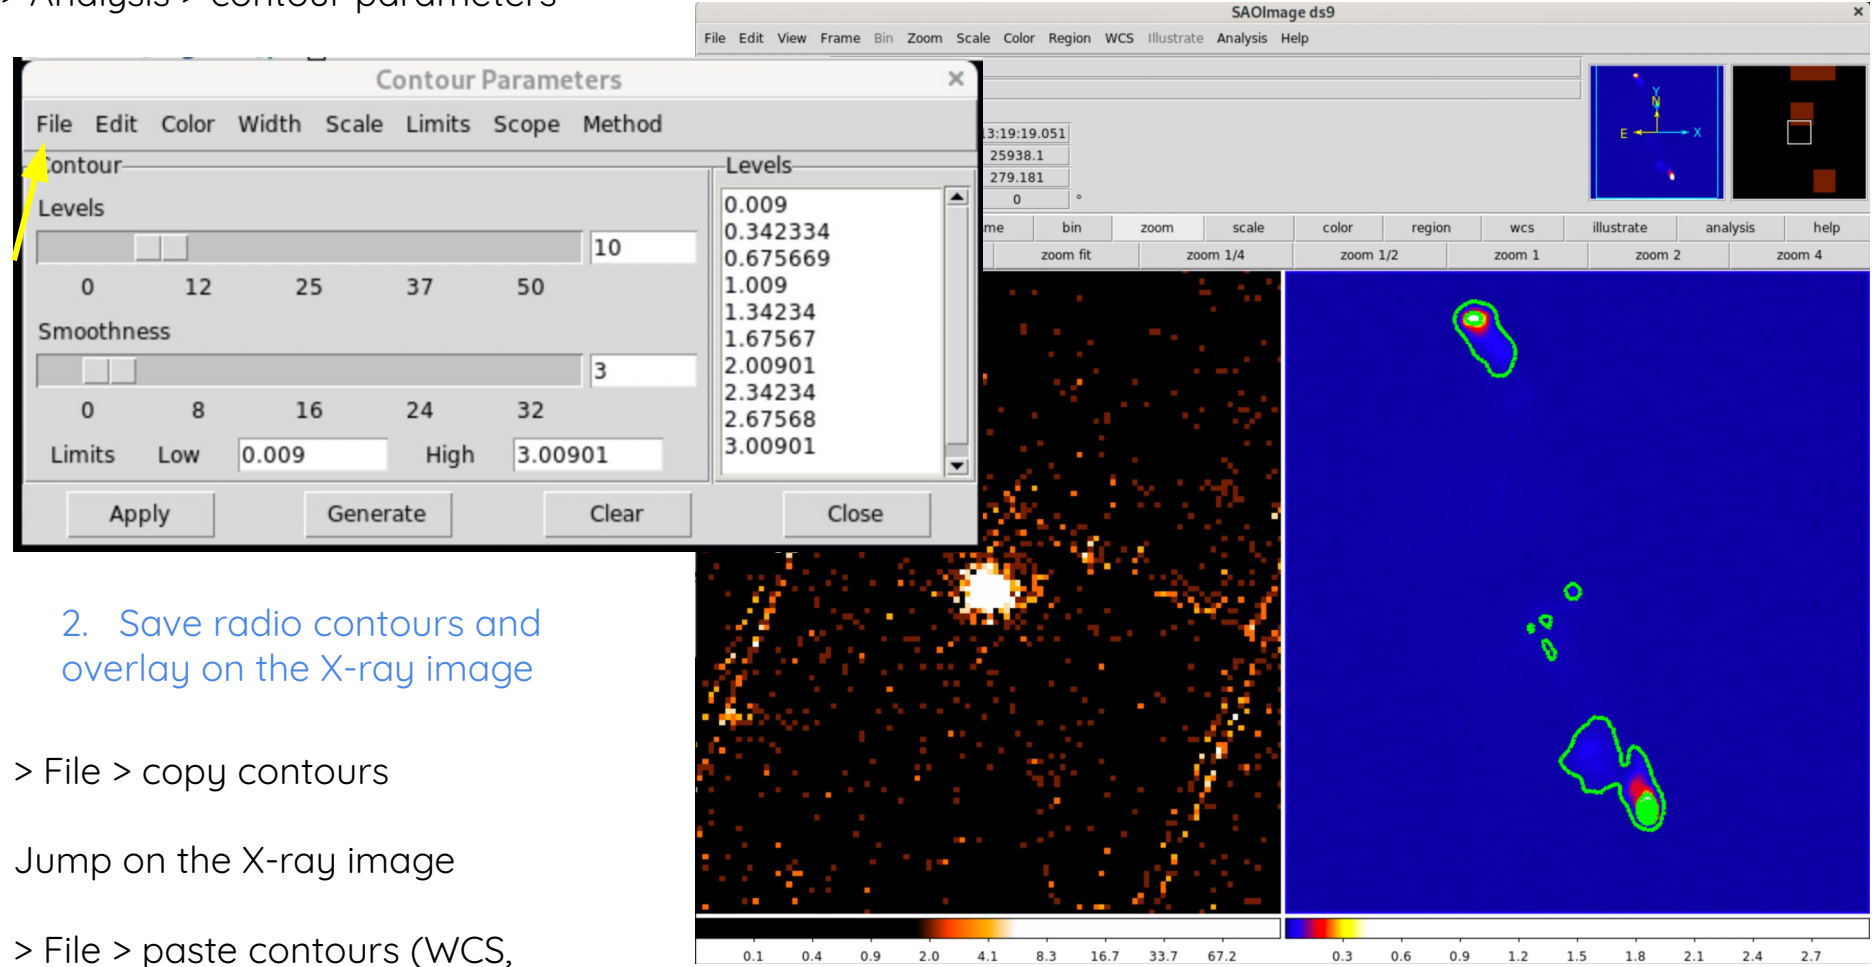 > Analysis > contour parameters
SAOImage ds9
File Edit View Frame Bin Zoom Scale Color Region WCS Illustrate Analysis Help
Contour Parameters
File Edit Color Width Scale Limits Scope Method
Contour
Levels
10
0 12 25 37 50
Smoothness
3
0 8 16 24 32
Limits Low 0.009 High 3.00901
Levels
0.009
0.342334
0.675669
1.009
1.34234
1.67567
2.00901
2.34234
2.67568
3.00901
Apply Generate Clear Close
13:19:19.051
25938.1
279.181
0 °
Y
N
E X
me bin zoom scale color region wcs illustrate analysis help
zoom fit zoom 1/4 zoom 1/2 zoom 1 zoom 2 zoom 4
2. Save radio contours and
overlay on the X-ray image
> File > copy contours
Jump on the X-ray image
> File > paste contours (WCS,
0.1 0.4 0.9 2.0 4.1 8.3 16.7 33.7 67.2
0.3 0.6 0.9 1.2 1.5 1.8 2.1 2.4 2.7